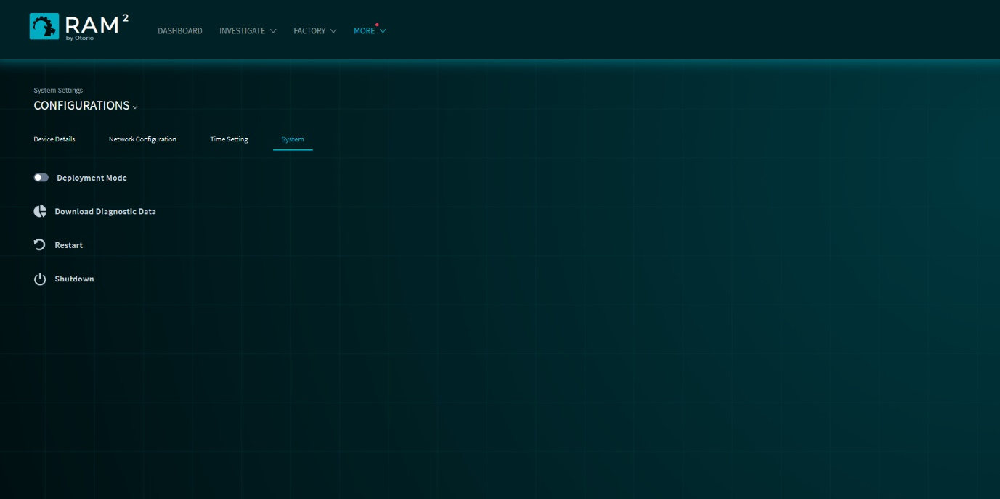 RAM²
by Otorio
DASHBOARD
INVESTIGATE
FACTORY
MORE
System Settings
CONFIGURATIONS
Device Details
Network Configuration
Time Setting
System
Deployment Mode
Download Diagnostic Data
Restart
Shutdown